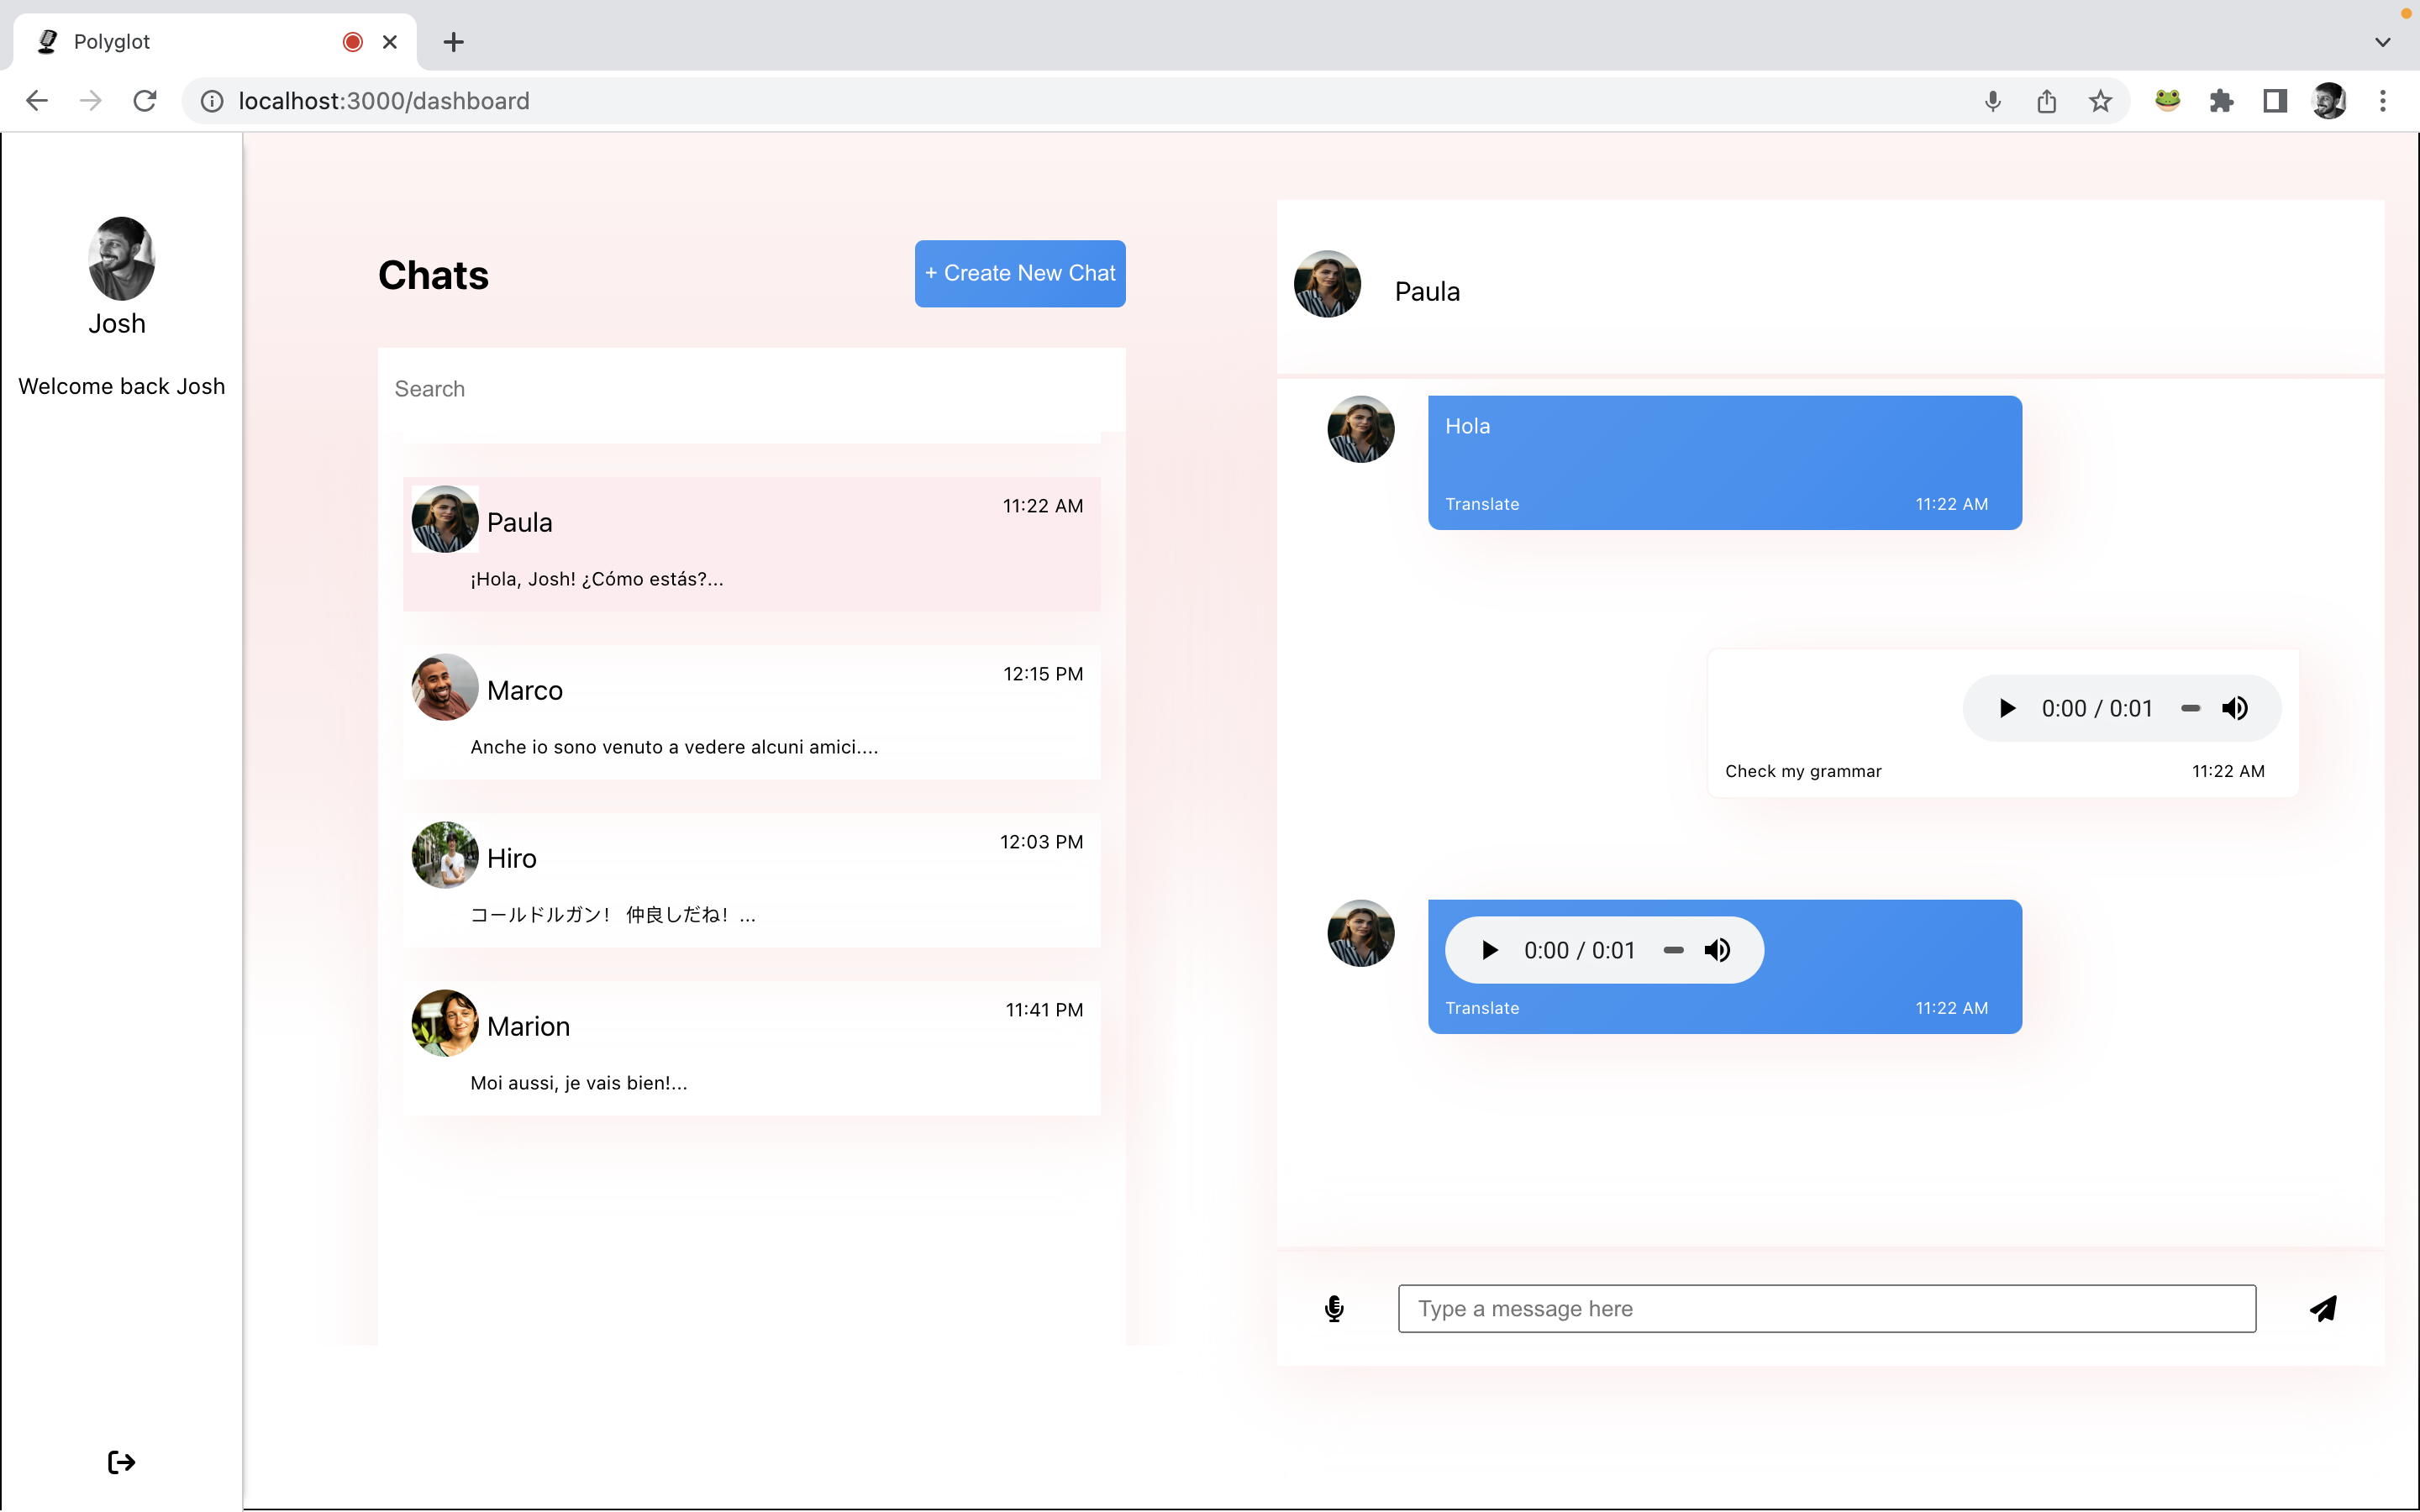 Polyglot
localhost:3000/dashboard
Josh
Welcome back Josh
Chats
+ Create New Chat
Search
Paula
11:22 AM
¡Hola, Josh! ¿Cómo estás?...
Marco
12:15 PM
Anche io sono venuto a vedere alcuni amici....
Hiro
12:03 PM
コールドルガン！ 仲良しだね！...
Marion
11:41 PM
Moi aussi, je vais bien!...
Paula
Hola
Translate
11:22 AM
0:00 / 0:01
Check my grammar
11:22 AM
0:00 / 0:01
Translate
11:22 AM
Type a message here